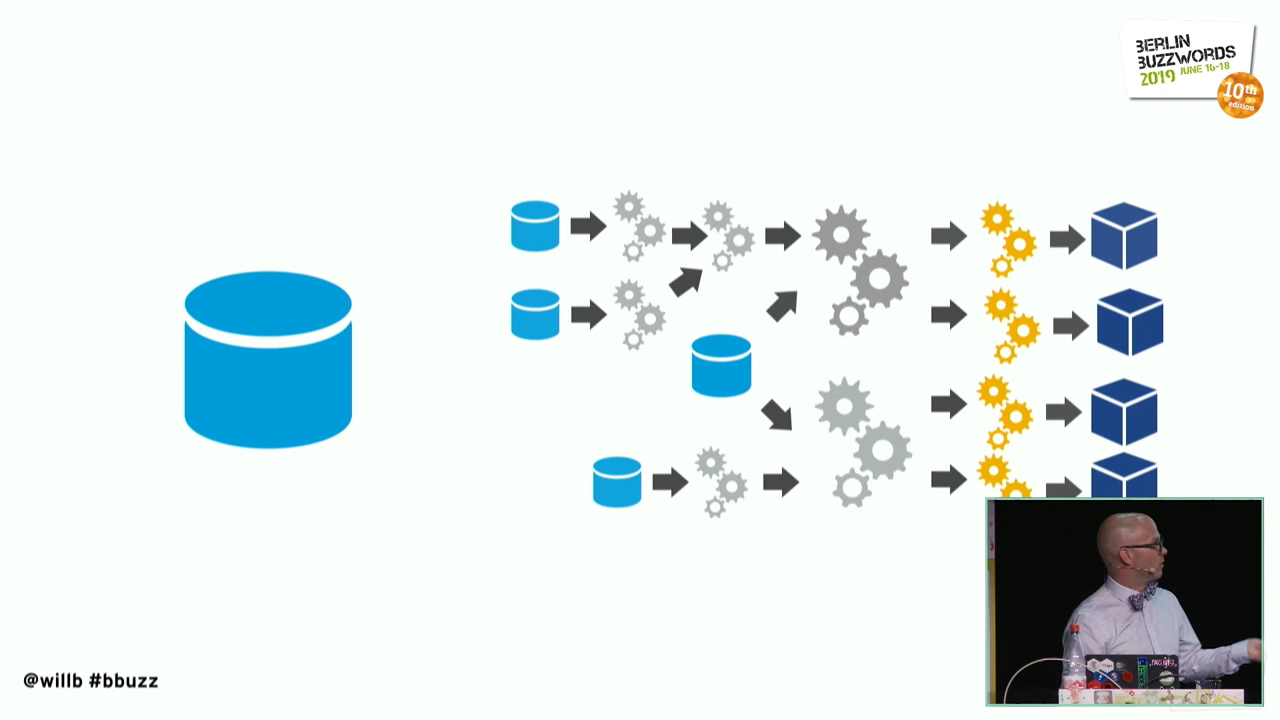 BERLIN
BUZZWORDS
2019 JUNE 16-18
10th
edition
@willb #bbuzz